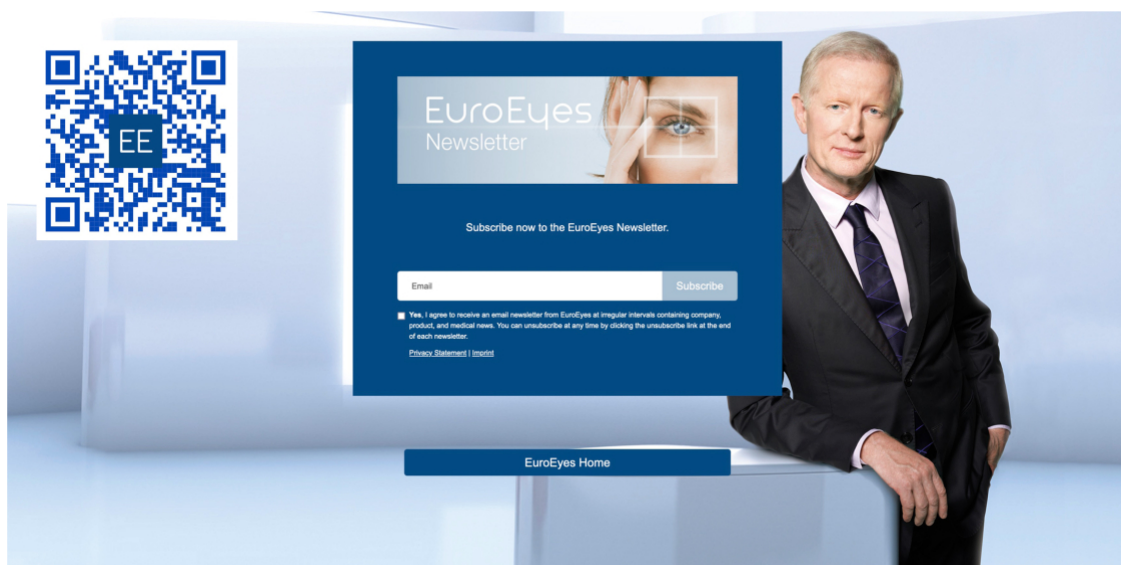 EE
EuroEyes
Newsletter
Subscribe now to the EuroEyes Newsletter.
Email
Subscribe
Yes, I agree to receive an email newsletter from EuroEyes at irregular intervals containing company,
product, and medical news. You can unsubscribe at any time by clicking the unsubscribe link at the end
of each newsletter.
Privacy Statement | Imprint
EuroEyes Home